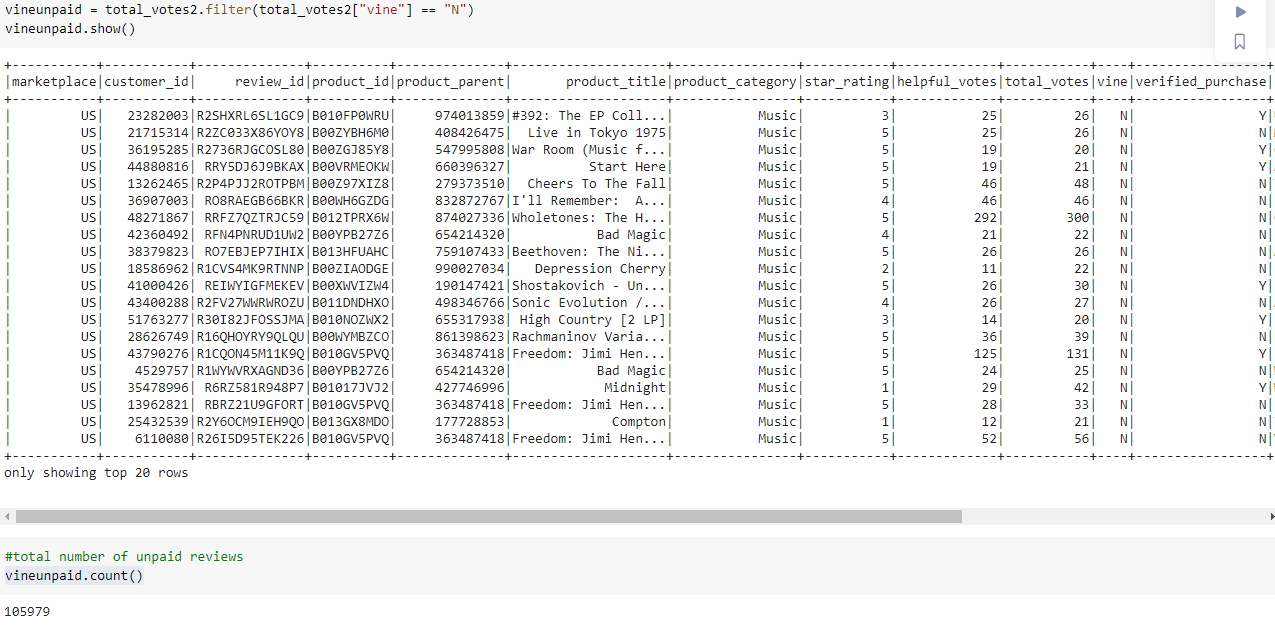 vineunpaid = total_votes2.filter(total_votes2["vine"] == "N")
vineunpaid.show()
+-----------+-----------+--------------+----------+--------------+--------------------+----------------+-----------+-------------+-----------+----+-----------------+
|marketplace|customer_id|     review_id|product_id|product_parent|       product_title|product_category|star_rating|helpful_votes|total_votes|vine|verified_purchase|
+-----------+-----------+--------------+----------+--------------+--------------------+----------------+-----------+-------------+-----------+----+-----------------+
|         US|   23282003|R2SHXRL6SL1GC9|B010FP0WRU|     974013859|#392: The EP Coll...|           Music|          3|           25|         26|   N|                Y|
|         US|   21715314|R2ZC033X86YOY8|B00ZYBH6M0|     408426475|  Live in Tokyo 1975|           Music|          5|           25|         26|   N|                N|
|         US|   36195285|R2736RJGCOSL80|B00ZGJ85Y8|     547995808|War Room (Music f...|           Music|          5|           19|         20|   N|                Y|
|         US|   44880816| RRY5DJ6J9BKAX|B00VRMEOKW|     660396327|          Start Here|           Music|          5|           19|         21|   N|                Y|
|         US|   13262465|R2P4PJJ2ROTPBM|B00Z97XIZ8|     279373510|  Cheers To The Fall|           Music|          5|           46|         48|   N|                N|
|         US|   36907003| RO8RAEGB66BKR|B00WH6GZDG|     832872767|I'll Remember:  A...|           Music|          4|           46|         46|   N|                N|
|         US|   48271867| RRFZ7QZTRJC59|B012TPRX6W|     874027336|Wholetones: The H...|           Music|          5|          292|        300|   N|                N|
|         US|   42360492| RFN4PNRUD1UW2|B00YPB27Z6|     654214320|           Bad Magic|           Music|          4|           21|         22|   N|                N|
|         US|   38379823| RO7EBJEP7IHIX|B013HFUAHC|     759107433|Beethoven: The Ni...|           Music|          5|           26|         26|   N|                N|
|         US|   18586962|R1CVS4MK9RTNNP|B00ZIAODGE|     990027034|   Depression Cherry|           Music|          2|           11|         22|   N|                N|
|         US|   41000426| REIWYIGFMEKEV|B00XWVIZW4|     190147421|Shostakovich - Un...|           Music|          5|           26|         30|   N|                Y|
|         US|   43400288|R2FV27WWRWROZU|B011DNDHXO|     498346766|Sonic Evolution /...|           Music|          4|           26|         27|   N|                N|
|         US|   51763277|R30I82JFOSSJMA|B010NOZWX2|     655317938| High Country [2 LP]|           Music|          3|           14|         20|   N|                Y|
|         US|   28626749|R16QHOYRY9QLQU|B00WYMBZCO|     861398623|Rachmaninov Varia...|           Music|          5|           36|         39|   N|                N|
|         US|   43790276|R1CQON45M11K9Q|B010GV5PVQ|     363487418|Freedom: Jimi Hen...|           Music|          5|          125|        131|   N|                Y|
|         US|    4529757|R1WYWVRXAGND36|B00YPB27Z6|     654214320|           Bad Magic|           Music|          5|           24|         25|   N|                N|
|         US|   35478996| R6RZ581R948P7|B01017JVJ2|     427746996|            Midnight|           Music|          1|           29|         42|   N|                Y|
|         US|   13962821| RBRZ21U9GFORT|B010GV5PVQ|     363487418|Freedom: Jimi Hen...|           Music|          5|           28|         33|   N|                N|
|         US|   25432539|R2Y6OCM9IEH9QO|B013GX8MDO|     177728853|             Compton|           Music|          1|           12|         21|   N|                N|
|         US|    6110080|R26I5D95TEK226|B010GV5PVQ|     363487418|Freedom: Jimi Hen...|           Music|          5|           52|         56|   N|                N|
+-----------+-----------+--------------+----------+--------------+--------------------+----------------+-----------+-------------+-----------+----+-----------------+
only showing top 20 rows
#total number of unpaid reviews
vineunpaid.count()
105979